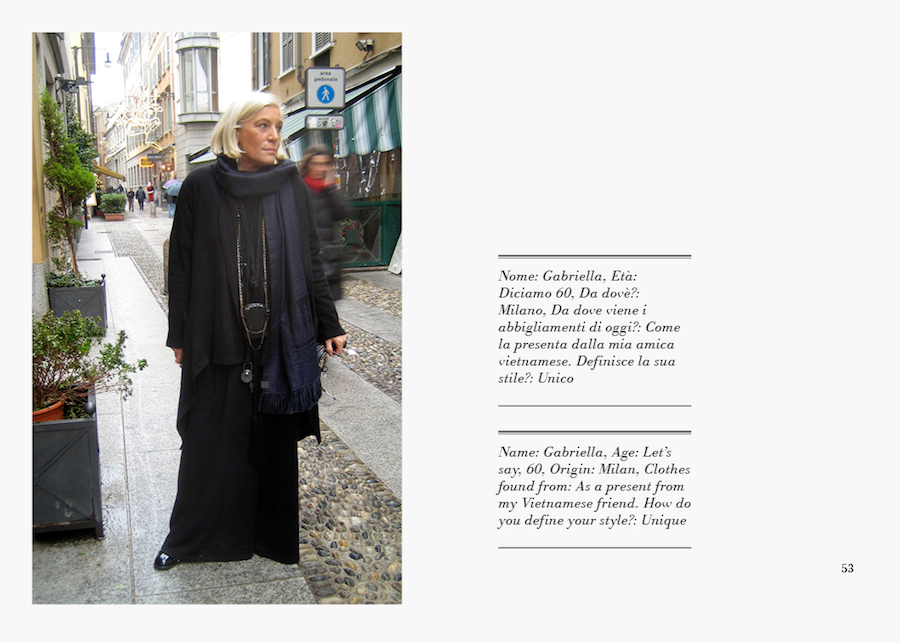 area
pedonale
Nome: Gabriella, Età:
Diciamo 60, Da dovè?:
Milano, Da dove viene i
abbigliamenti di oggi?: Come
la presenta dalla mia amica
vietnamese. Definisce la sua
stile?: Unico
Name: Gabriella, Age: Let's
say, 60, Origin: Milan, Clothes
found from: As a present from
my Vietnamese friend. How do
you define your style?: Unique
53